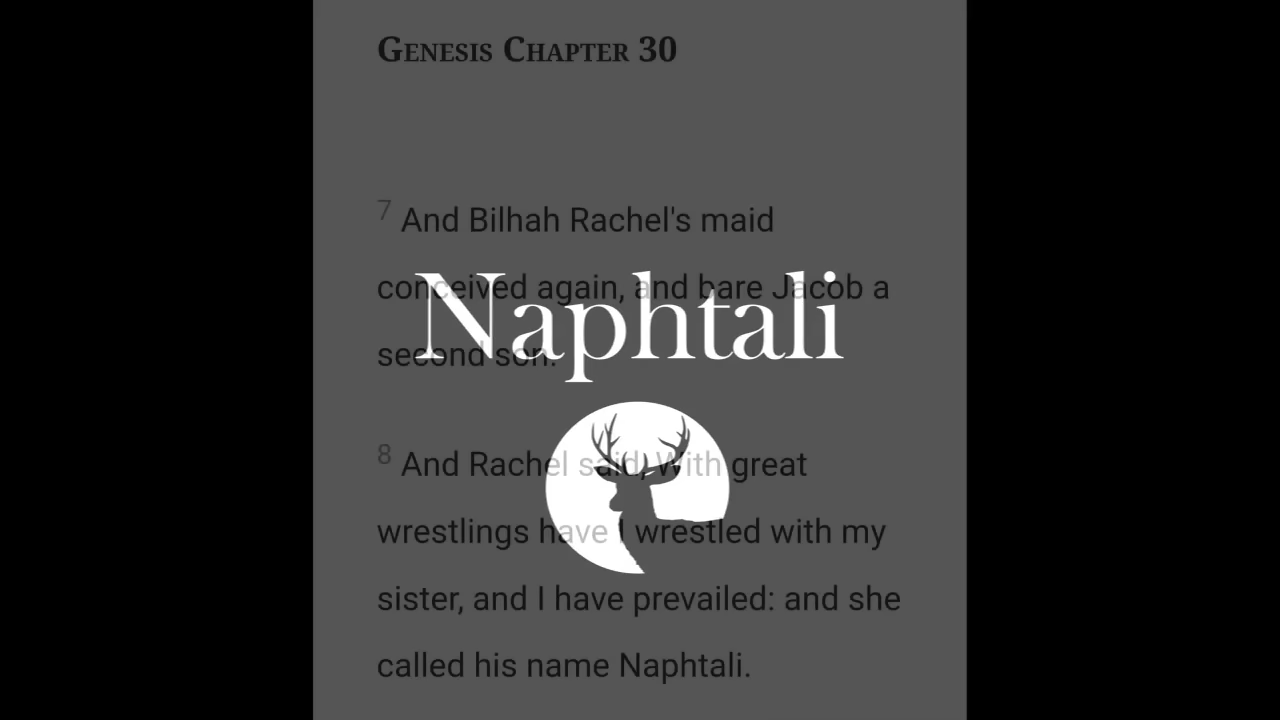 Genesis Chapter 30
7 And Bilhah Rachel's maid
conceived again, and bare Jacob a
second son.
Naphtali
8 And Rachel said, With great
wrestlings have I wrestled with my
sister, and I have prevailed: and she
called his name Naphtali.